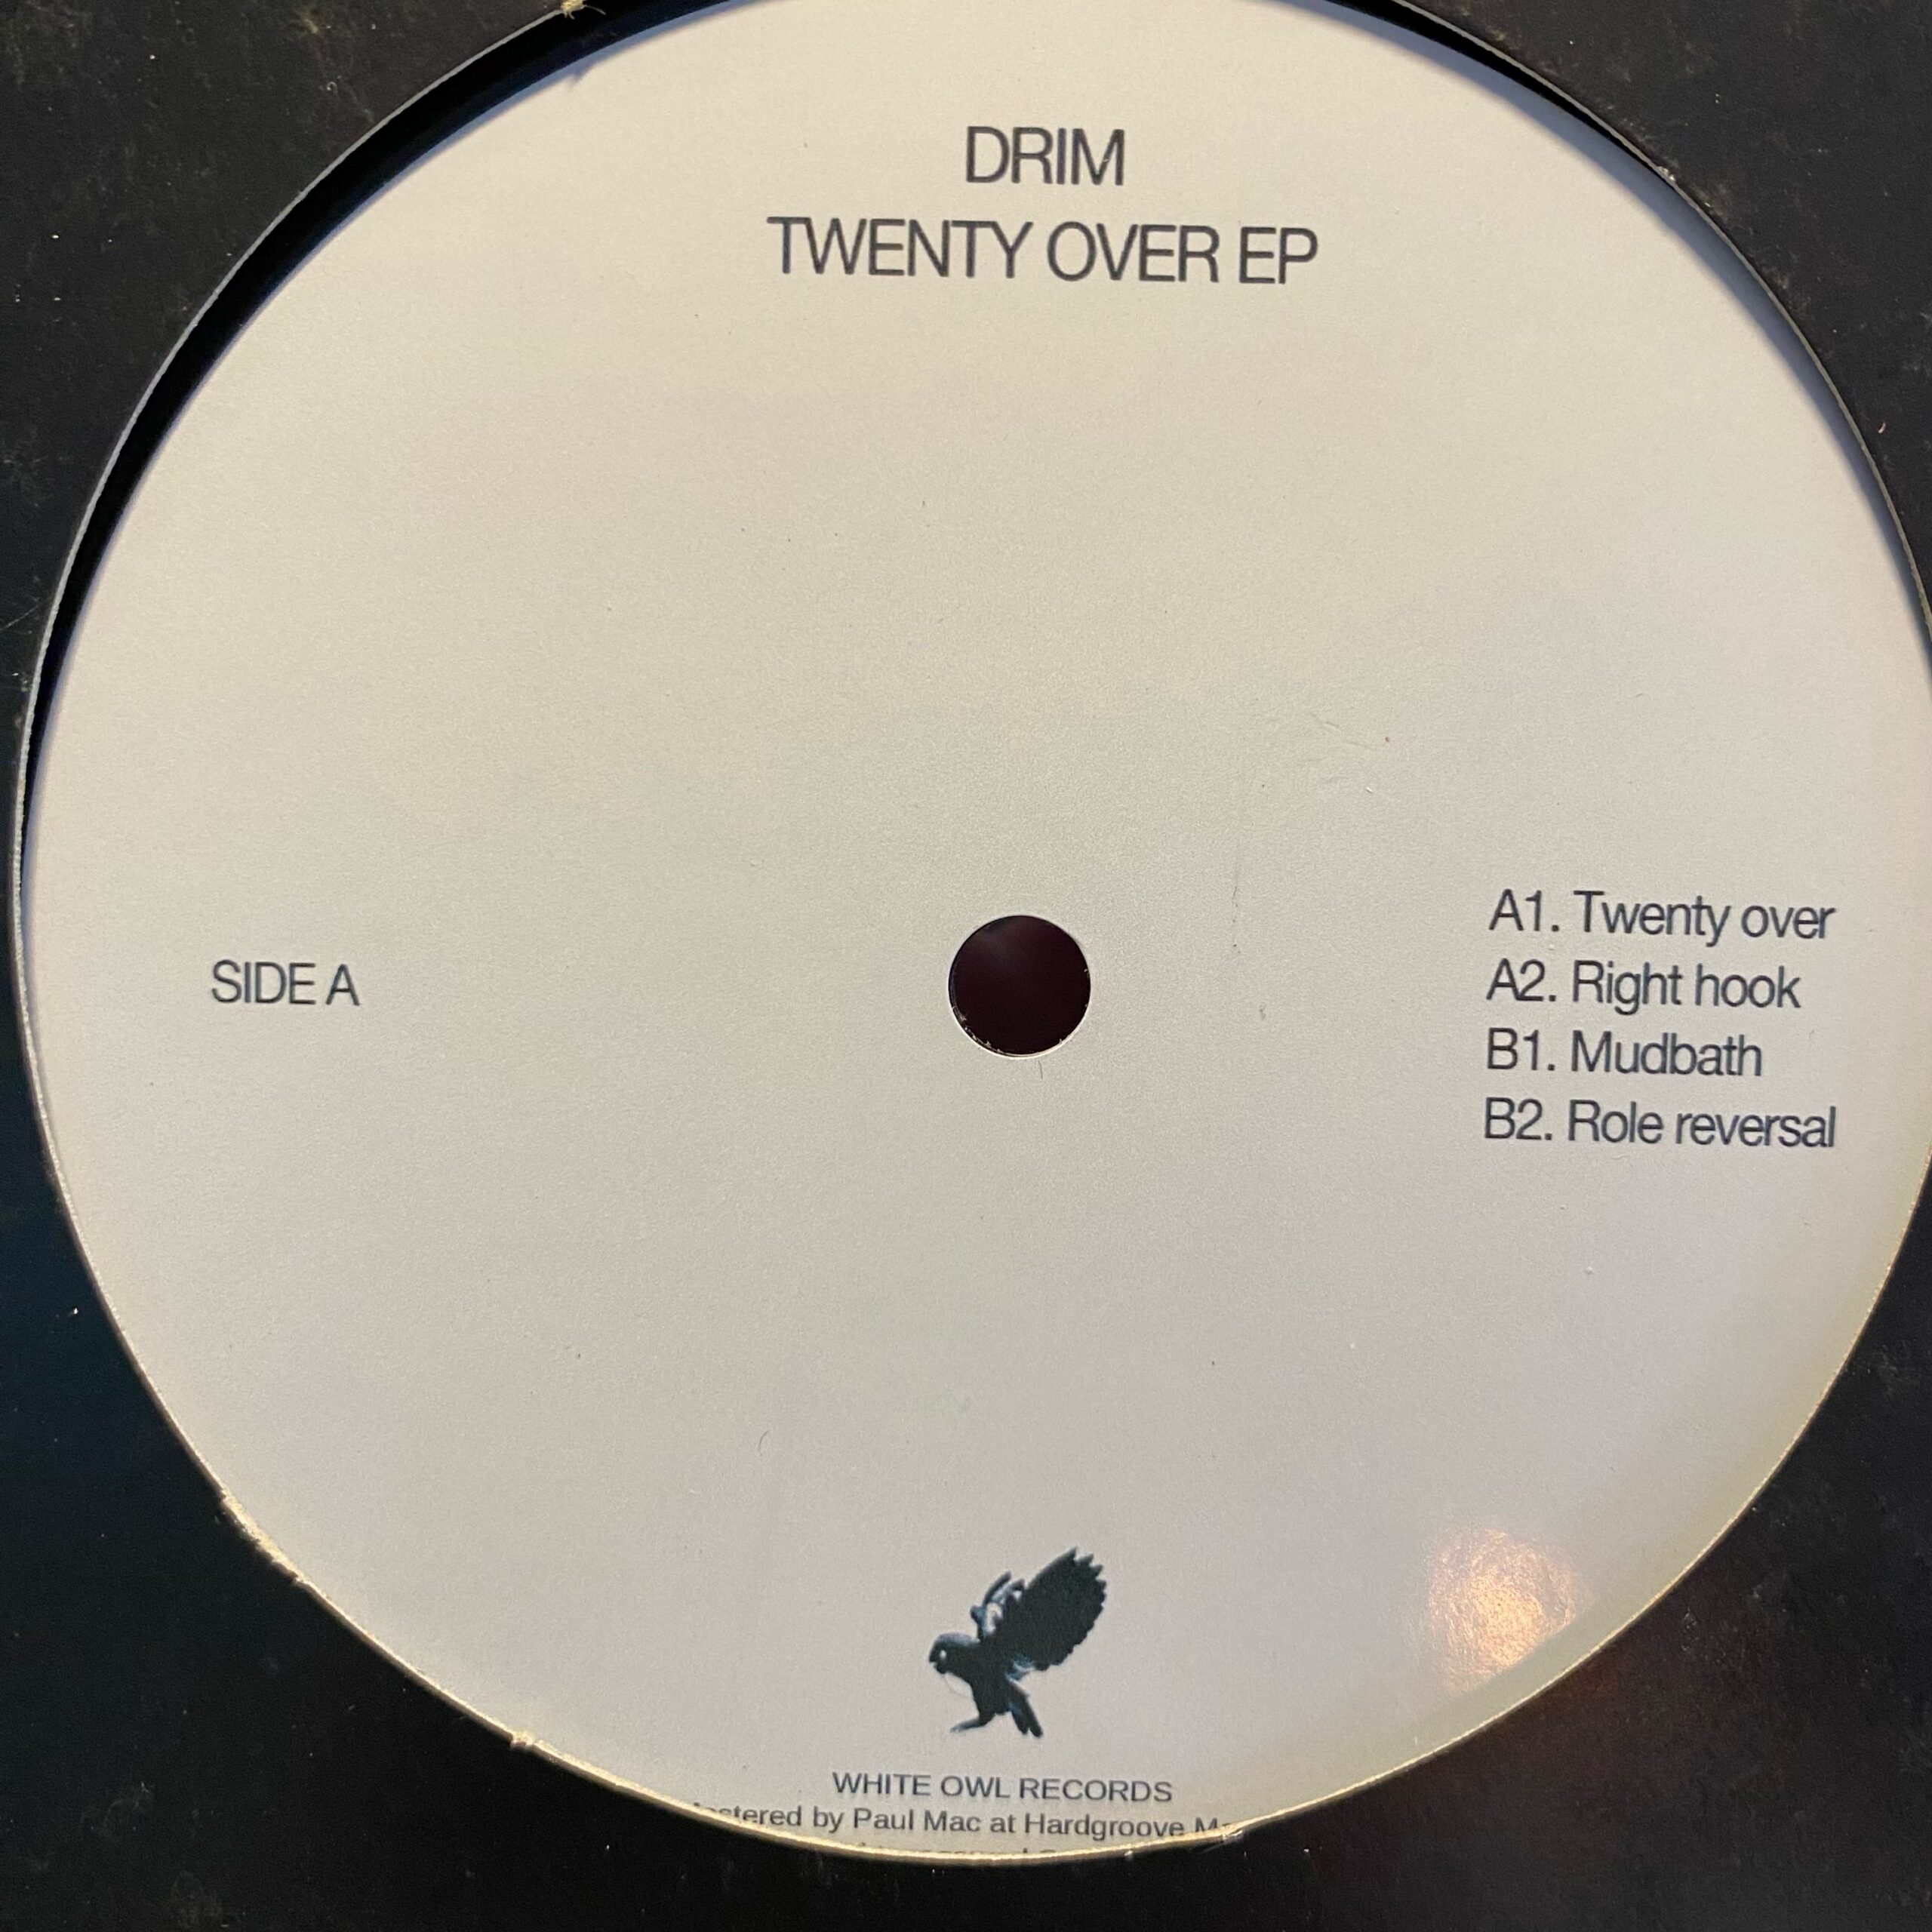 DRIM
TWENTY OVER EP
SIDE A
A1. Twenty over
A2. Right hook
B1. Mudbath
B2. Role reversal
WHITE OWL RECORDS
by Paul Mac at Hardgroove